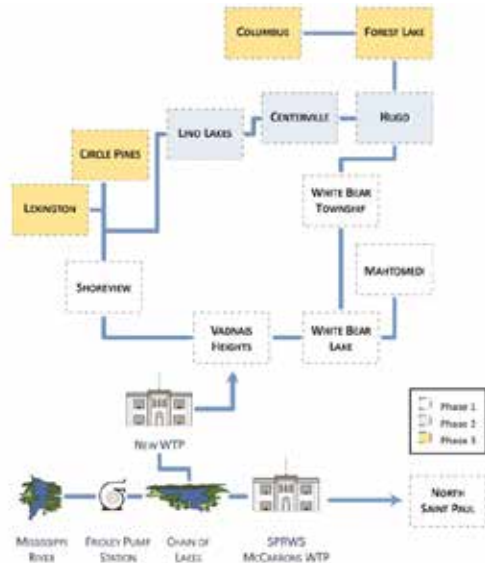 COLUMBUS
FOREST LAKE
LINO LAKES
CENTERVILLE
HUGO
CIRCLE PINES
LEXINGTON
WHITE BEAR
TOWNSHIP
SHOREVIEW
MAHTOMEDI
VADNAIS
HEIGHTS
WHITE BEAR
LAKE
NEW WTP
Phase 1
Phase 2
Phase 3
MISSISSIPPI
RIVER
FRIDLEY PUMP
STATION
CHAIN OF
LAKES
SPRWS
MCCARRONS WTP
NORTH
SAINT PAUL